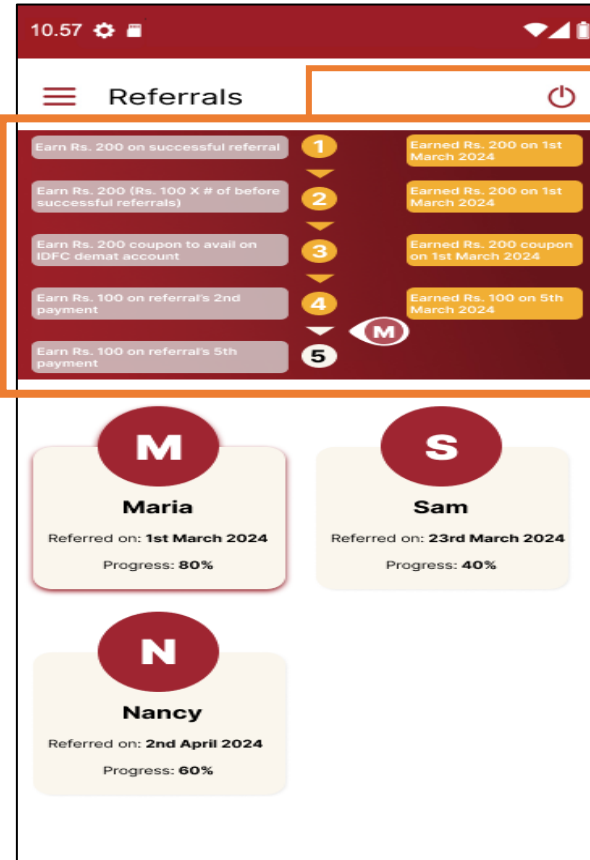 10.57
Referrals
Earn Rs. 200 on successful referral
1
Earned Rs. 200 on 1st
March 2024
Earn Rs. 200 (Rs. 100 X # of before
successful referrals)
2
Earned Rs. 200 on 1st
March 2024
Earn Rs. 200 coupon to avail on
IDFC demat account
3
Earned Rs. 200 coupon
on 1st March 2024
Earn Rs. 100 on referral's 2nd
payment
4
Earned Rs. 100 on 5th
March 2024
M
Earn Rs. 100 on referral's 5th
payment
5
M
Maria
Referred on: 1st March 2024
Progress: 80%
S
Sam
Referred on: 23rd March 2024
Progress: 40%
N
Nancy
Referred on: 2nd April 2024
Progress: 60%